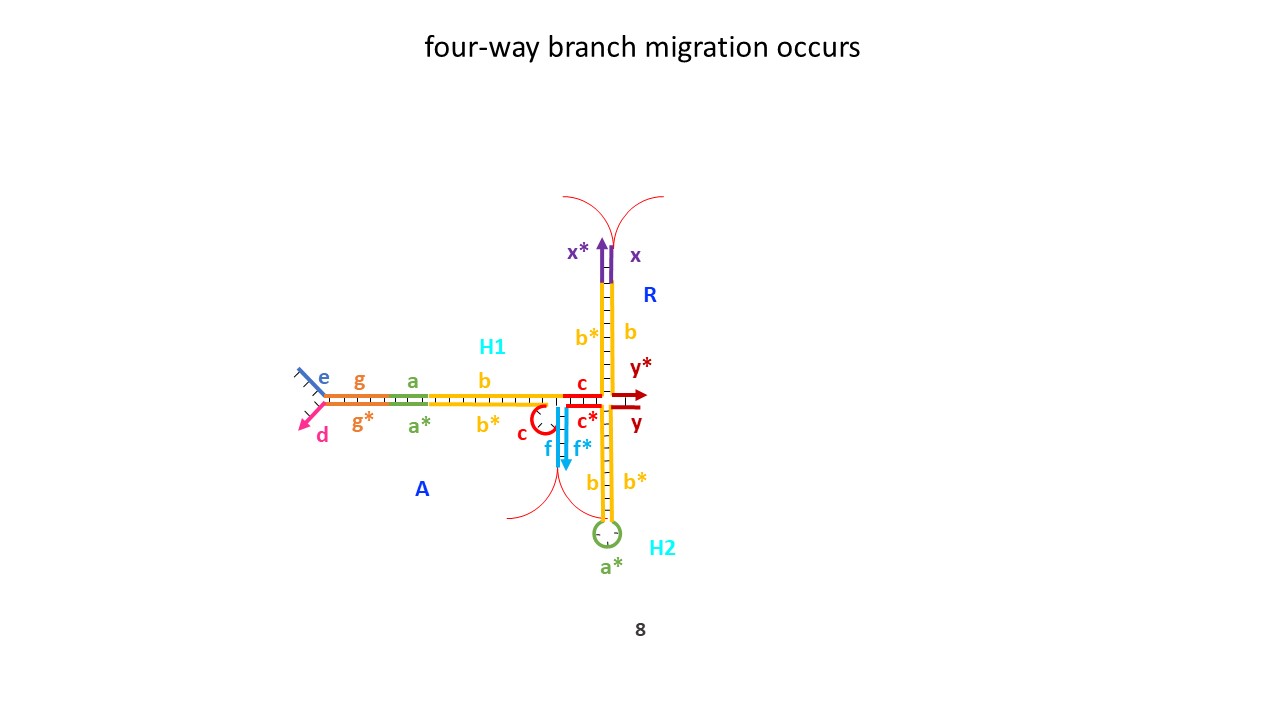 four-way branch migration occurs
x* x
R
b* b
H1
y*
e g a b c
d g* a* b* c c* y
f f*
A b b*
H2
a*
8